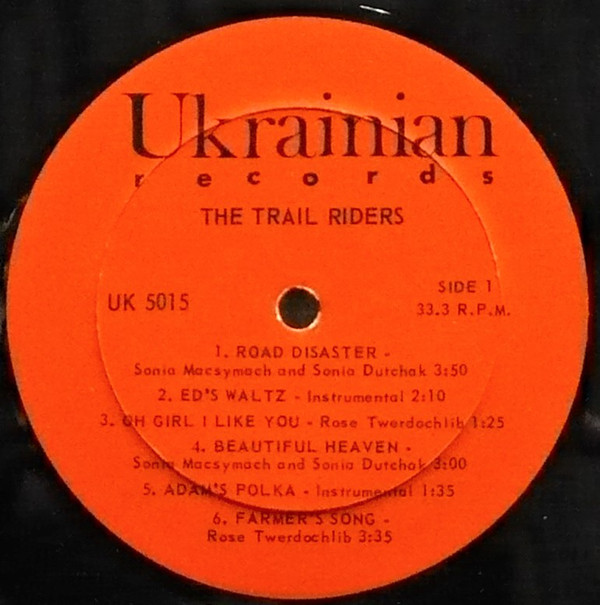 Ukrainian
records
THE TRAIL RIDERS
UK 5015
SIDE 1
33.3 R.P.M.
1. ROAD DISASTER -
Sonia Macsymach and Sonia Dutchak 3:50
2. ED'S WALTZ - Instrumental 2:10
3. OH GIRL I LIKE YOU - Rose Twerdochlib 1:25
4. BEAUTIFUL HEAVEN -
Sonia Macsymach and Sonia Dutchak 3:00
5. ADAM'S POLKA - Instrumental 1:35
6. FARMER'S SONG -
Rose Twerdochlib 3:35